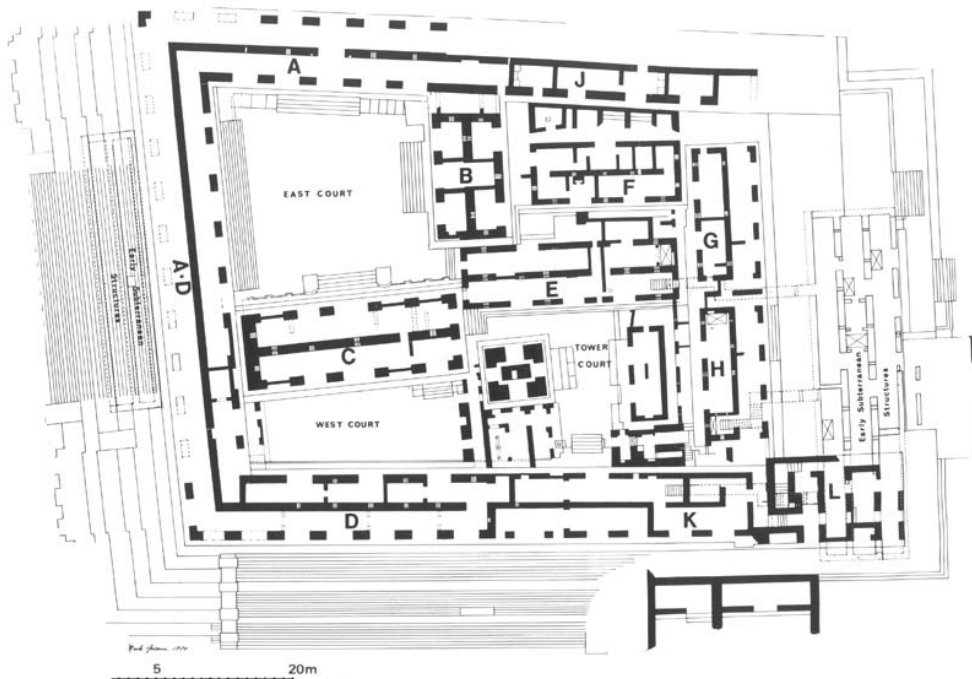 A
J
B
EAST COURT
F
A·D
Early Subterranean
Structures
G
E
C
TOWER
COURT
I
H
WEST COURT
Early Subterranean
Structures
D
K
L
5
20m